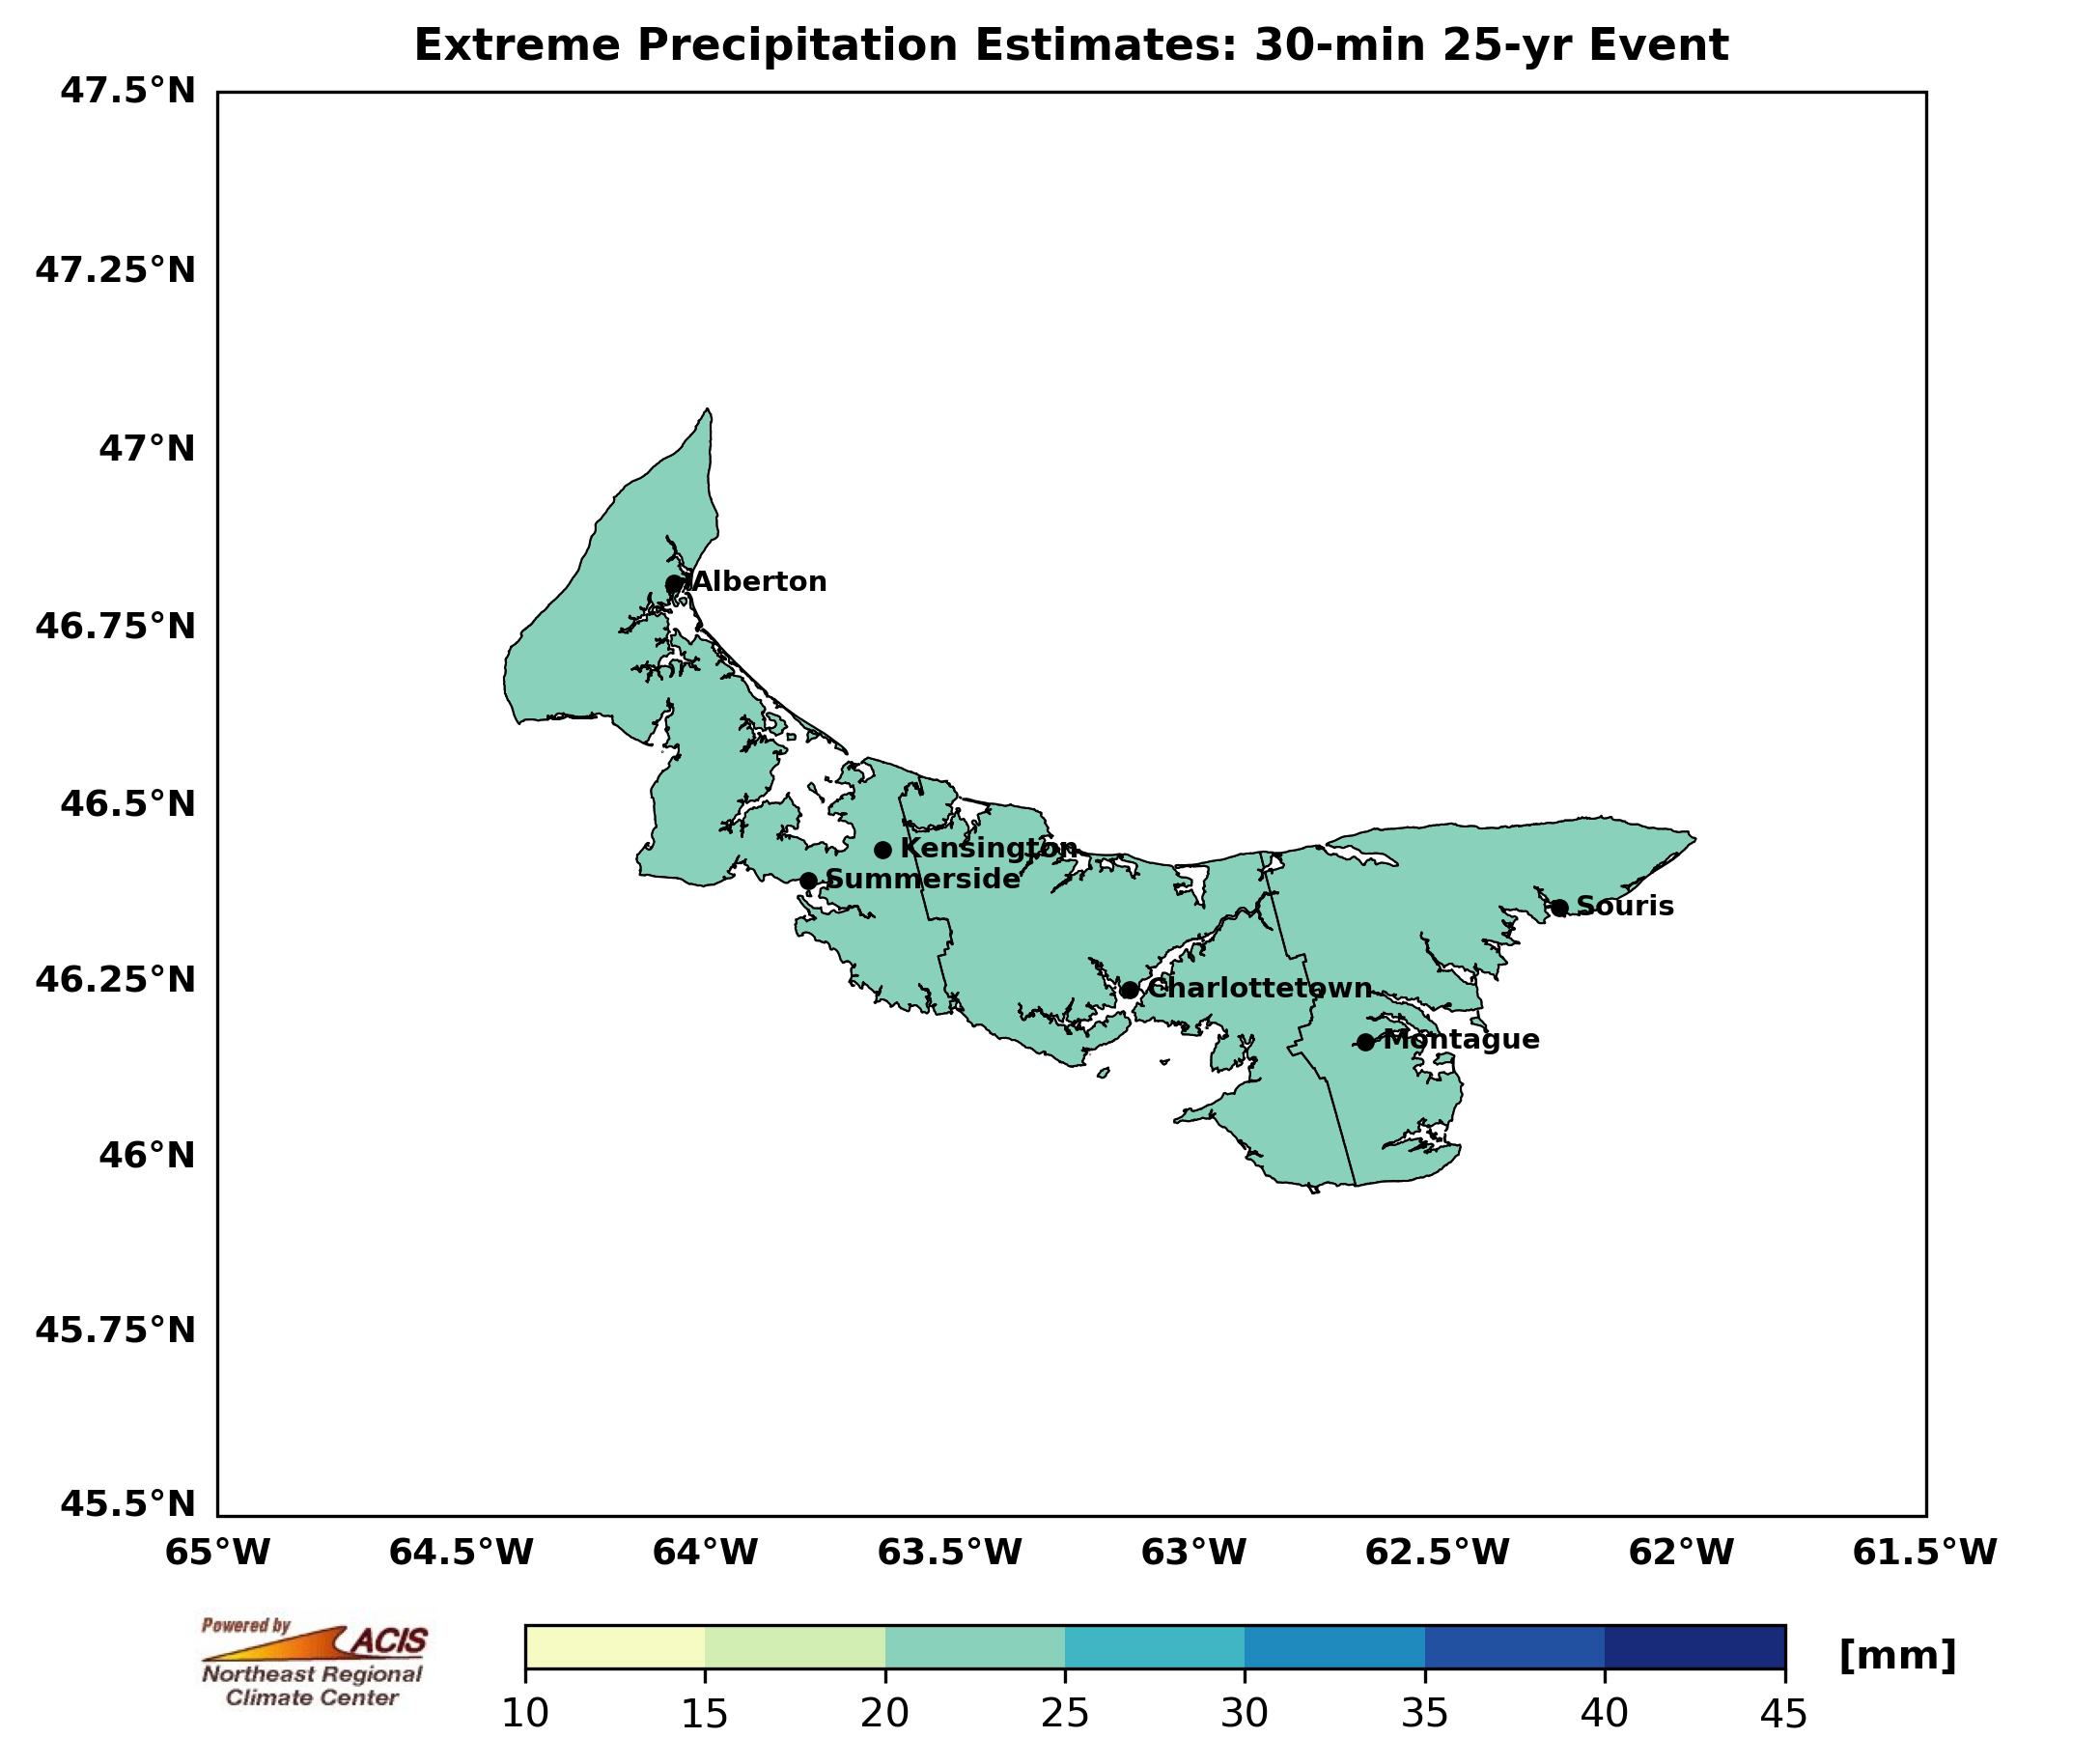 Extreme Precipitation Estimates: 30-min 25-yr Event
47.5°N
47.25°N
47°N
46.75°N
46.5°N
46.25°N
46°N
45.75°N
45.5°N
Alberton
Kensington
Summerside
Souris
Charlottetown
Montague
65°W 64.5°W 64°W 63.5°W 63°W 62.5°W 62°W 61.5°W
Powered by
ACIS
Northeast Regional
Climate Center
[mm]
10 15 20 25 30 35 40 45